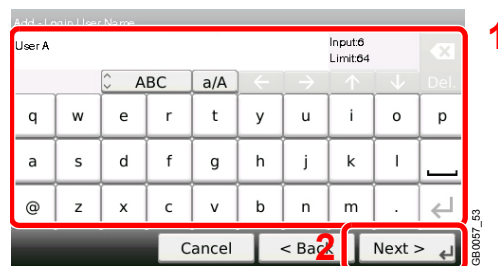 Add - Login User Name
1
User A
Input:6
Limit:64
ABC a/A Del.
q w e r t y u i o p
a s d f g h j k l
@ z x c v b n m .
Cancel < Back 2 Next >
GB0057_53